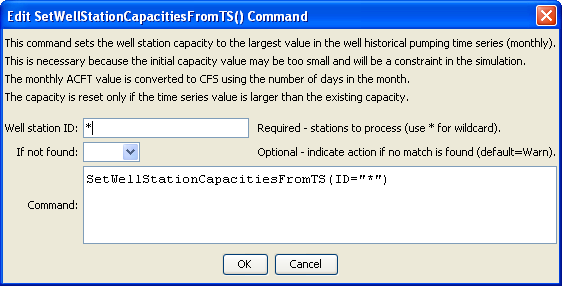 Edit SetWellStationCapacitiesFromTS() Command
This command sets the well station capacity to the largest value in the well historical pumping time series (monthly).
This is necessary because the initial capacity value may be too small and will be a constraint in the simulation.
The monthly ACFT value is converted to CFS using the number of days in the month.
The capacity is reset only if the time series value is larger than the existing capacity.
Well station ID: * Required - stations to process (use * for wildcard).
If not found: Optional - indicate action if no match is found (default=Warn).
SetWellStationCapacitiesFromTS(ID="*")
Command:
OK Cancel